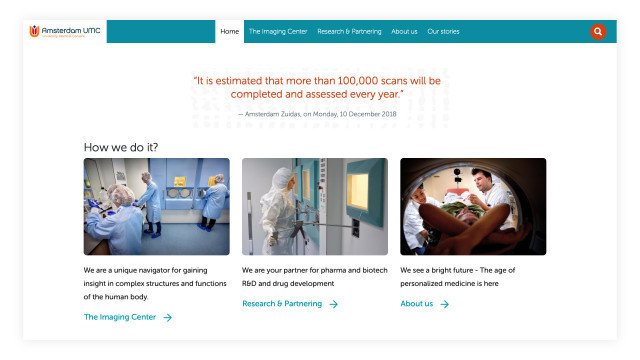 Amsterdam UMC
Home The Imaging Center Research & Partnering About us Our stories
"It is estimated that more than 100,000 scans will be
completed and assessed every year."
— Amsterdam Zuidas, on Monday, 10 December 2018
How we do it?
We are a unique navigator for gaining
insight in complex structures and functions
of the human body.
The Imaging Center →
We are your partner for pharma and biotech
R&D and drug development
Research & Partnering →
We see a bright future - The age of
personalized medicine is here
About us →